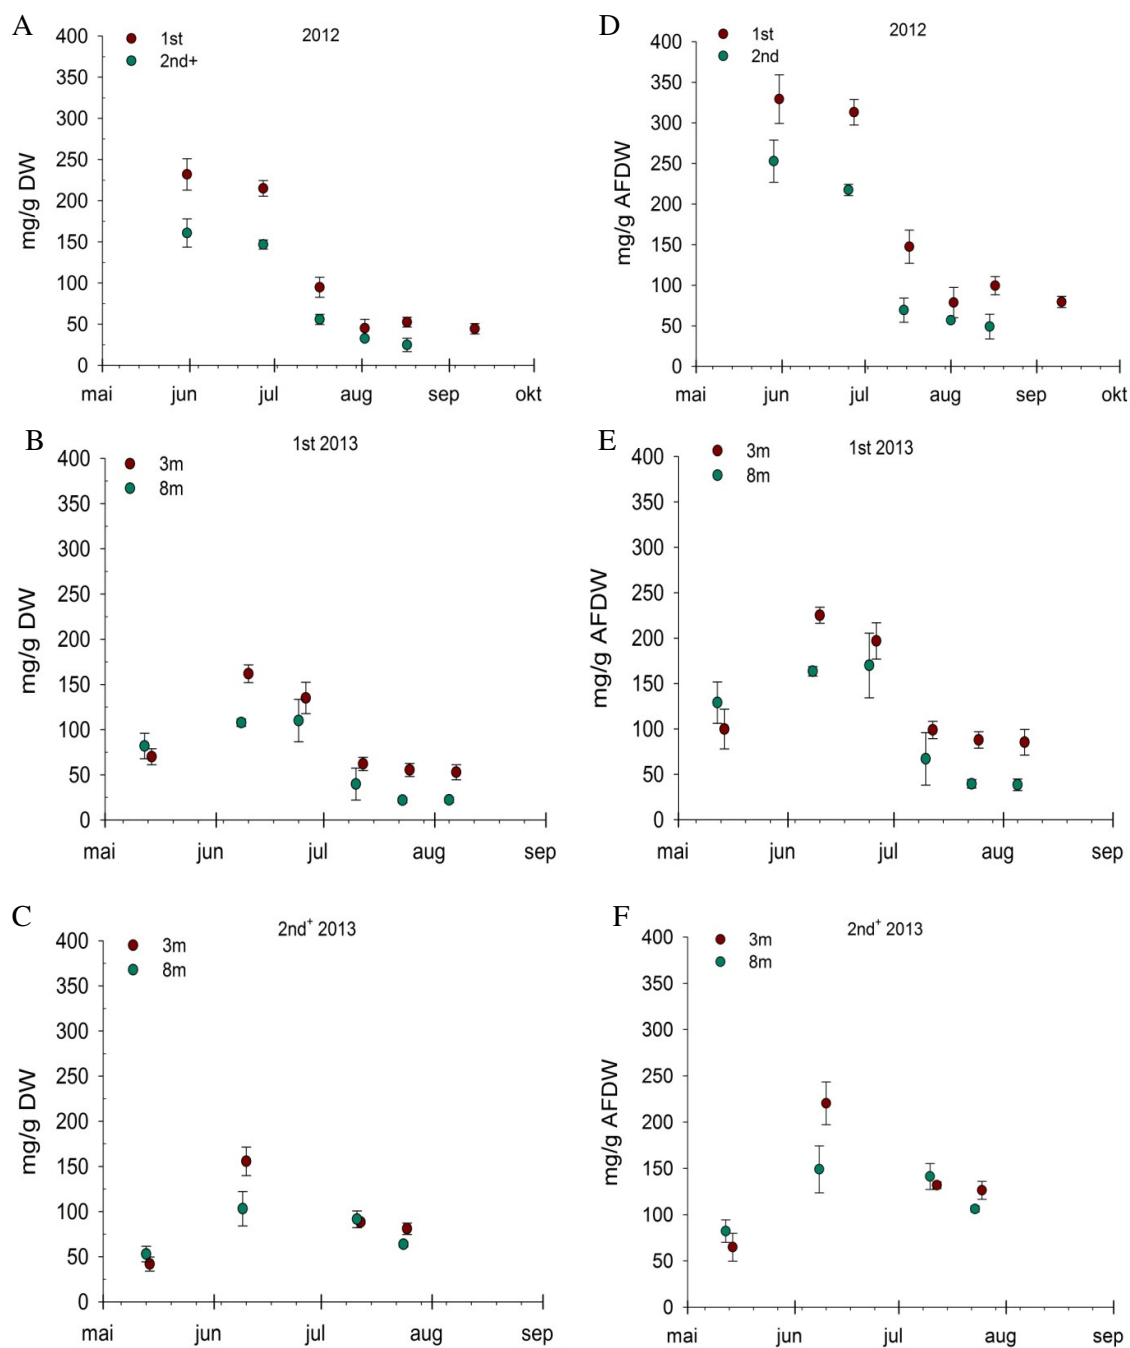 A
2012
1st
2nd+
400
350
300
250
200
150
100
50
0
mg/g DW
mai jun jul aug sep okt
D
2012
1st
2nd
400
350
300
250
200
150
100
50
0
mg/g AFDW
mai jun jul aug sep okt
B
1st 2013
3m
8m
400
350
300
250
200
150
100
50
0
mg/g DW
mai jun jul aug sep
E
1st 2013
3m
8m
400
350
300
250
200
150
100
50
0
mg/g AFDW
mai jun jul aug sep
C
2nd⁺ 2013
3m
8m
400
350
300
250
200
150
100
50
0
mg/g DW
mai jun jul aug sep
F
2nd⁺ 2013
3m
8m
400
350
300
250
200
150
100
50
0
mg/g AFDW
mai jun jul aug sep